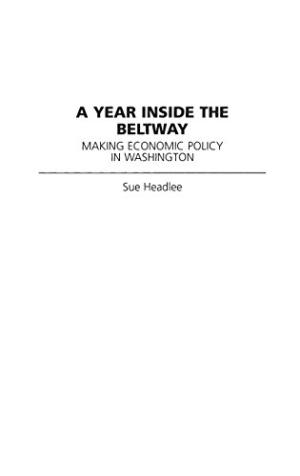 A YEAR INSIDE THE
BELTWAY
MAKING ECONOMIC POLICY
IN WASHINGTON
Sue Headlee